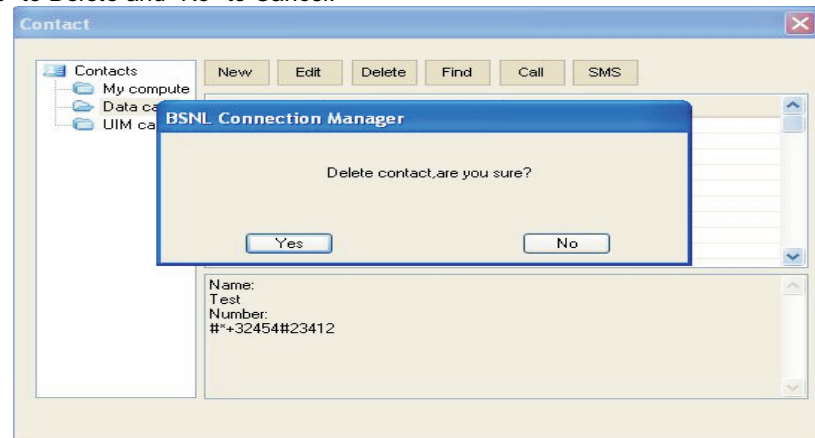 to Delete and "No" to Cancel.
Contact
Contacts
My compute
Data ca
UIM ca
New Edit Delete Find Call SMS
BSNL Connection Manager
Delete contact,are you sure?
Yes No
Name:
Test
Number:
#*+32454#23412